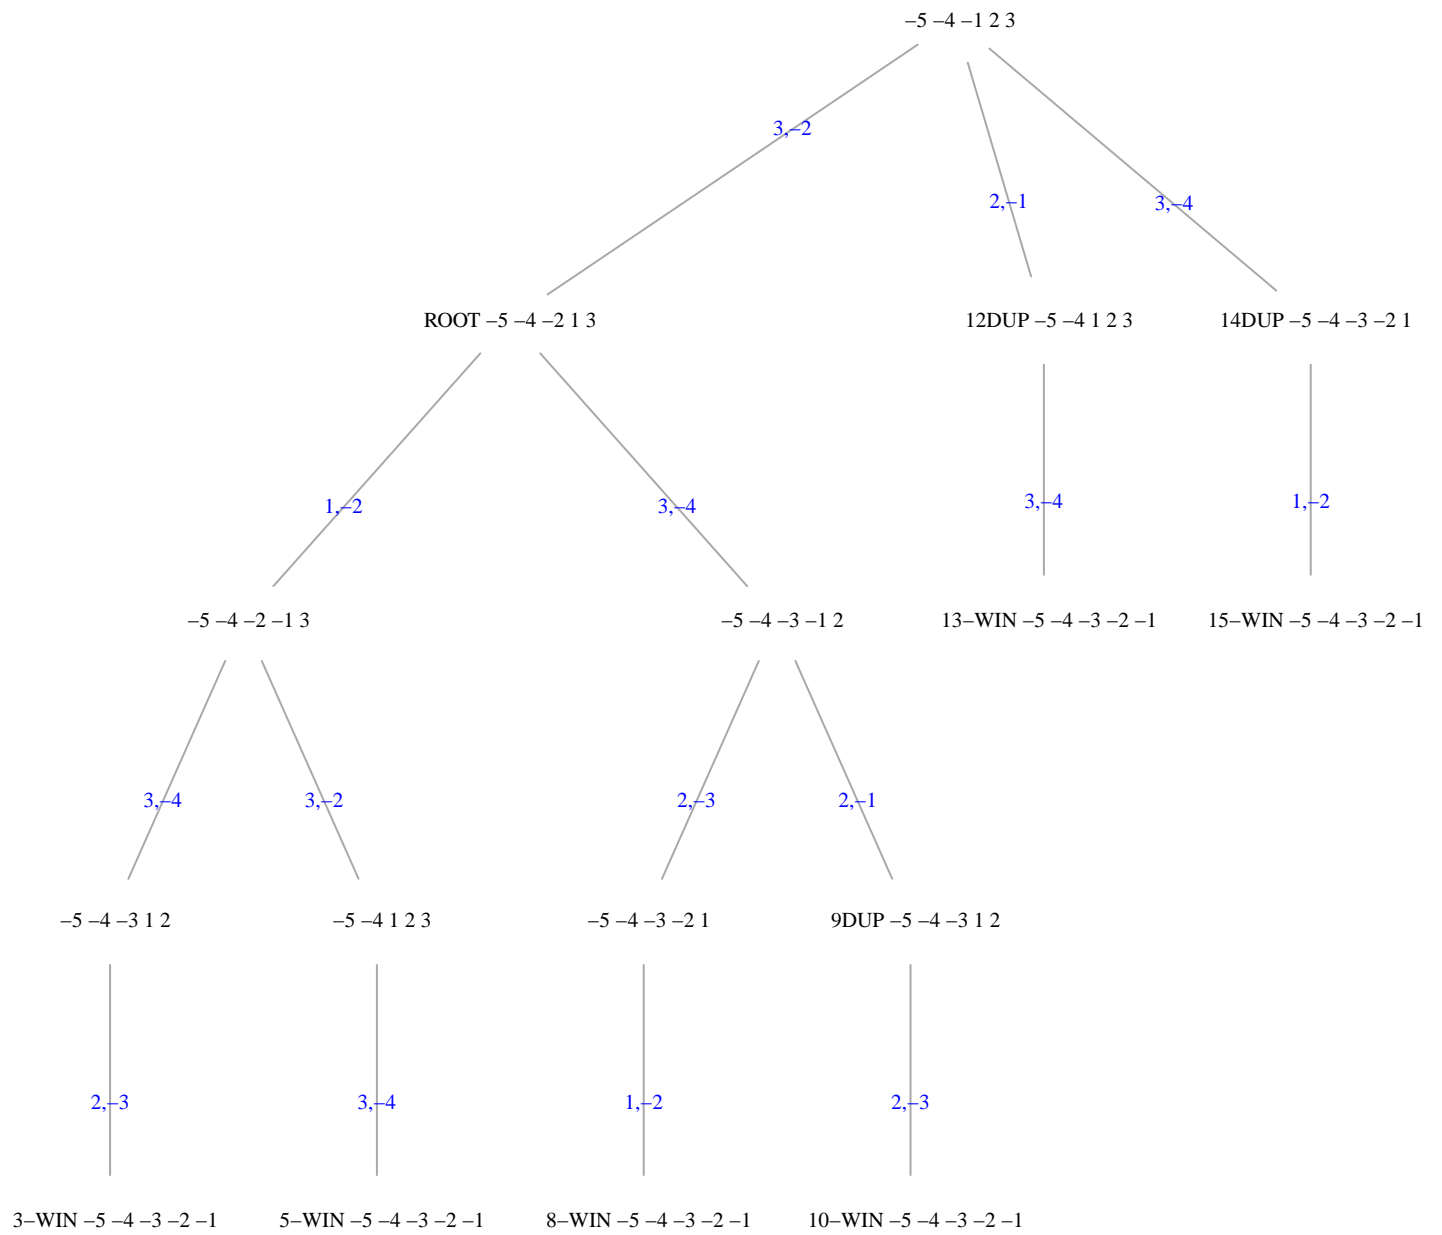 −5 −4 −1 2 3
3,−2
2,−1
3,−4
ROOT −5 −4 −2 1 3
12DUP −5 −4 1 2 3
14DUP −5 −4 −3 −2 1
1,−2
3,−4
3,−4
1,−2
−5 −4 −2 −1 3
−5 −4 −3 −1 2
13−WIN −5 −4 −3 −2 −1
15−WIN −5 −4 −3 −2 −1
3,−4
3,−2
2,−3
2,−1
−5 −4 −3 1 2
−5 −4 1 2 3
−5 −4 −3 −2 1
9DUP −5 −4 −3 1 2
2,−3
3,−4
1,−2
2,−3
3−WIN −5 −4 −3 −2 −1
5−WIN −5 −4 −3 −2 −1
8−WIN −5 −4 −3 −2 −1
10−WIN −5 −4 −3 −2 −1